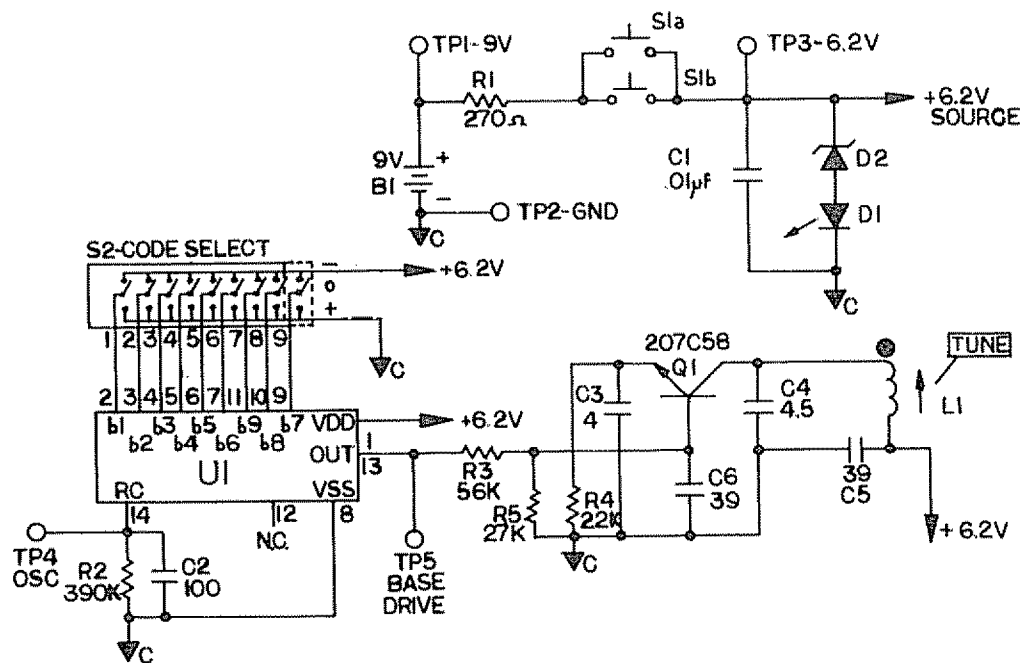 S1a
TP1-9V
TP3-6.2V
R1
S1b
270Ω
+6.2V
SOURCE
9V
B1
+
-
C1
.01µf
D2
D1
TP2-GND
C
C
S2-CODE SELECT
-
0
+
+6.2V
1 2 3 4 5 6 7 8 9
C
2 3 4 5 6 7 11 10 9
b1 b3 b5 b9 b7 VDD
b2 b4 b6 b8
+6.2V
1
OUT
13
U1
RC
VSS
14
12
8
N.C.
TP4
OSC
R2
390K
C2
100
C
R3
56K
TP5
BASE
DRIVE
R5
27K
R4
22K
C
207C58
Q1
C3
4
C6
39
C4
4.5
39
C5
TUNE
L1
+6.2V